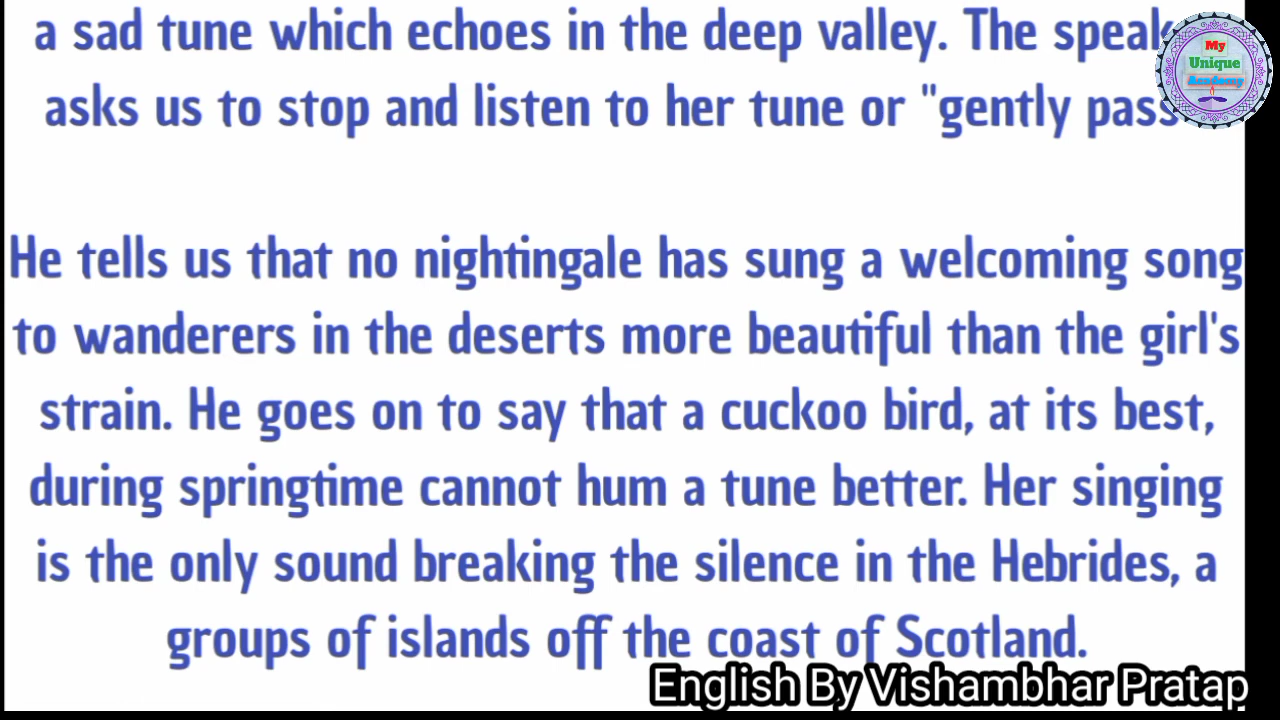 a sad tune which echoes in the deep valley. The speak
My
Unique
Academy
asks us to stop and listen to her tune or "gently pass
He tells us that no nightingale has sung a welcoming song
to wanderers in the deserts more beautiful than the girl's
strain. He goes on to say that a cuckoo bird, at its best,
during springtime cannot hum a tune better. Her singing
is the only sound breaking the silence in the Hebrides, a
groups of islands off the coast of Scotland.
English By Vishambhar Pratap